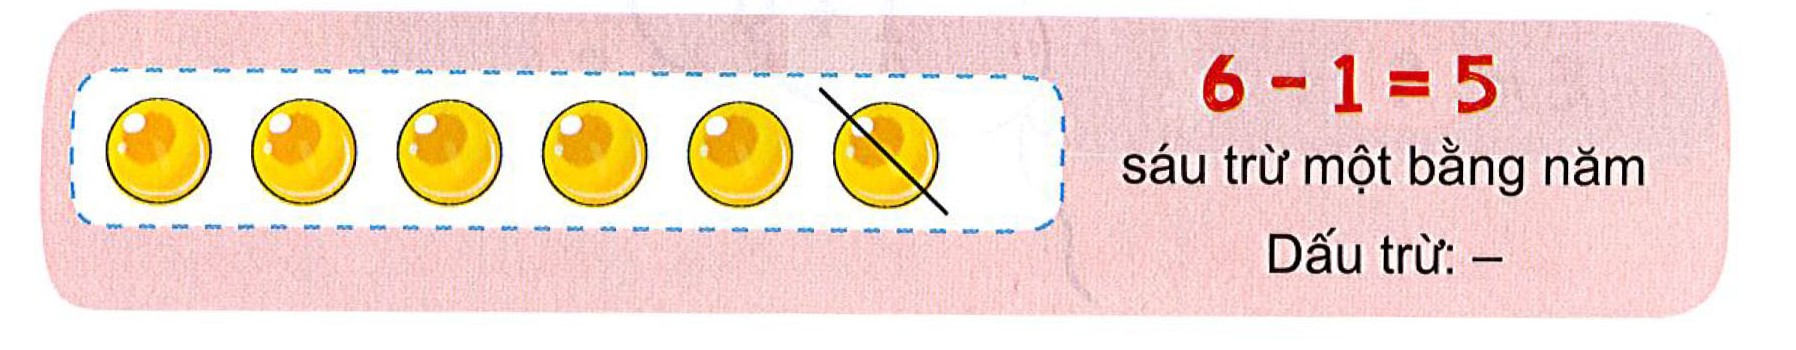 6 – 1 = 5
sáu trừ một bằng năm
Dấu trừ: –